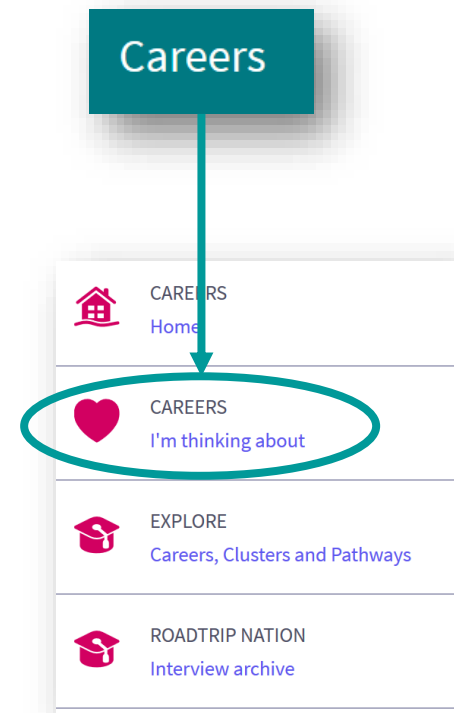 Careers
CAREERS
Home
CAREERS
I'm thinking about
EXPLORE
Careers, Clusters and Pathways
ROADTRIP NATION
Interview archive